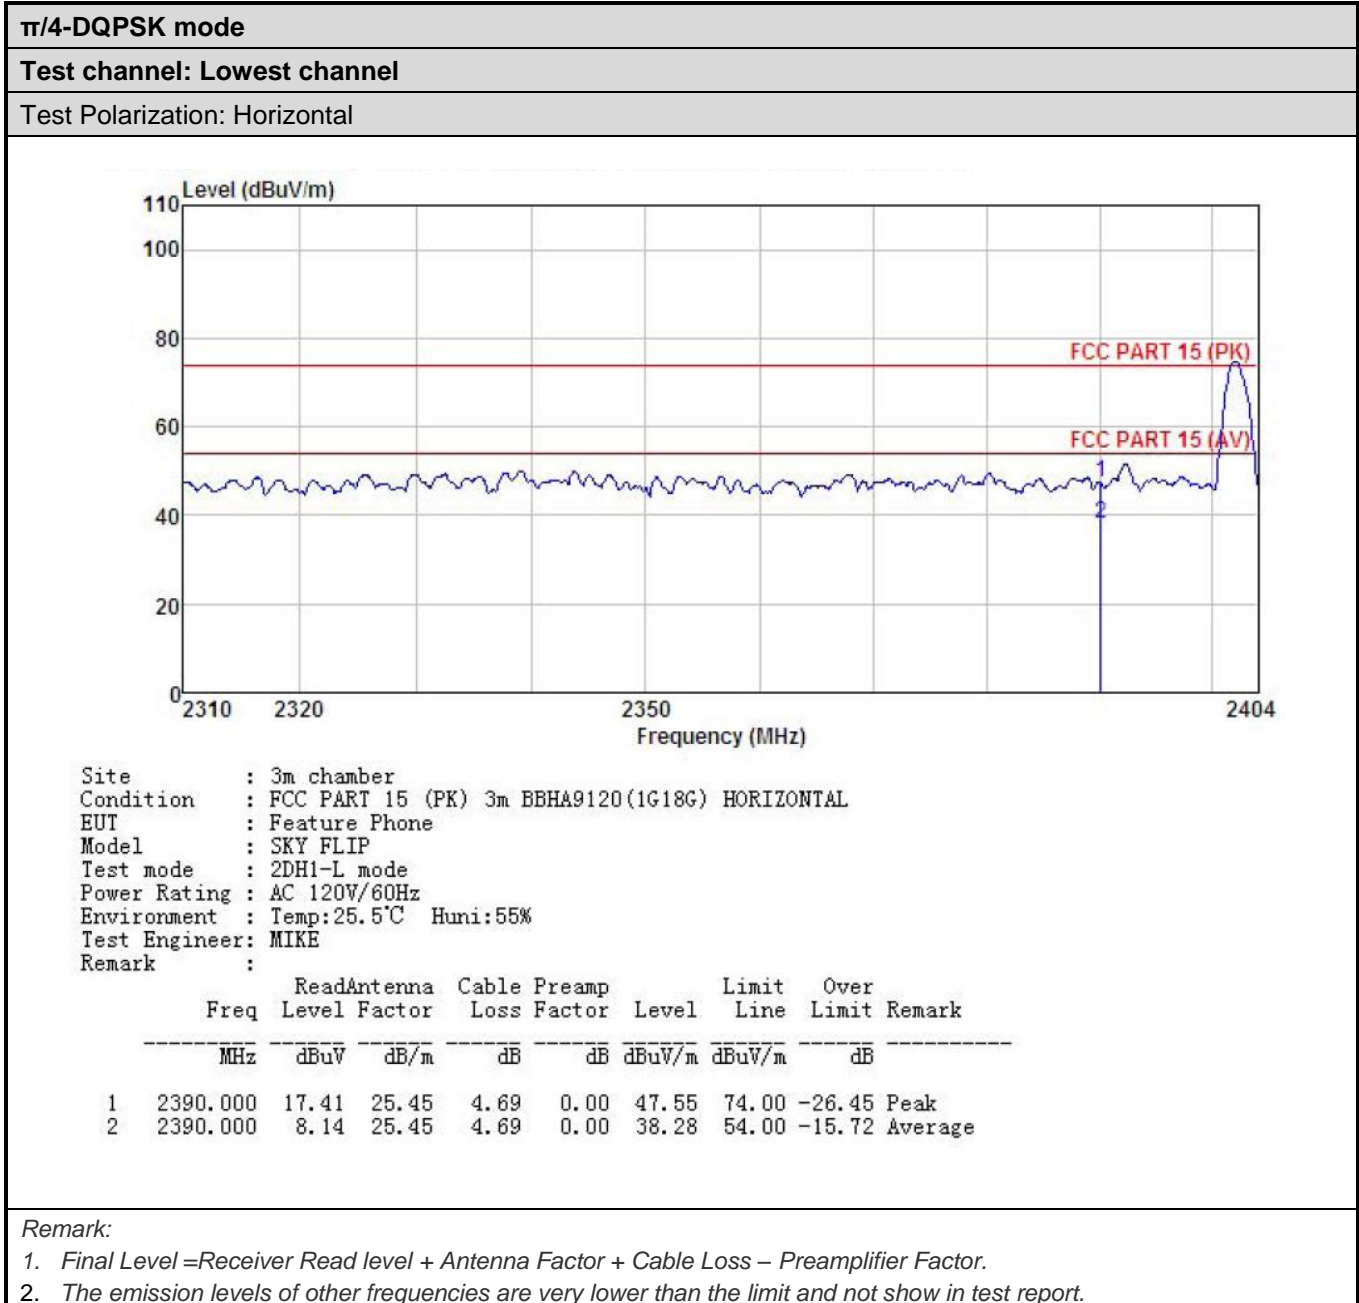 π/4-DQPSK mode
Test channel: Lowest channel
Test Polarization: Horizontal
Level (dBuV/m)
110
100
80
FCC PART 15 (PK)
60
FCC PART 15 (AV)
1
40
2
20
0
2310 2320 2350 2404
Frequency (MHz)
Site : 3m chamber
Condition : FCC PART 15 (PK) 3m BBHA9120(1G18G) HORIZONTAL
EUT : Feature Phone
Model : SKY FLIP
Test mode : 2DH1-L mode
Power Rating : AC 120V/60Hz
Environment : Temp:25.5℃ Huni:55%
Test Engineer: MIKE
Remark :
ReadAntenna Cable Preamp Limit Over
Freq Level Factor Loss Factor Level Line Limit Remark
MHz dBuV dB/m dB dB dBuV/m dBuV/m dB
1 2390.000 17.41 25.45 4.69 0.00 47.55 74.00 -26.45 Peak
2 2390.000 8.14 25.45 4.69 0.00 38.28 54.00 -15.72 Average
Remark:
1. Final Level =Receiver Read level + Antenna Factor + Cable Loss – Preamplifier Factor.
2. The emission levels of other frequencies are very lower than the limit and not show in test report.